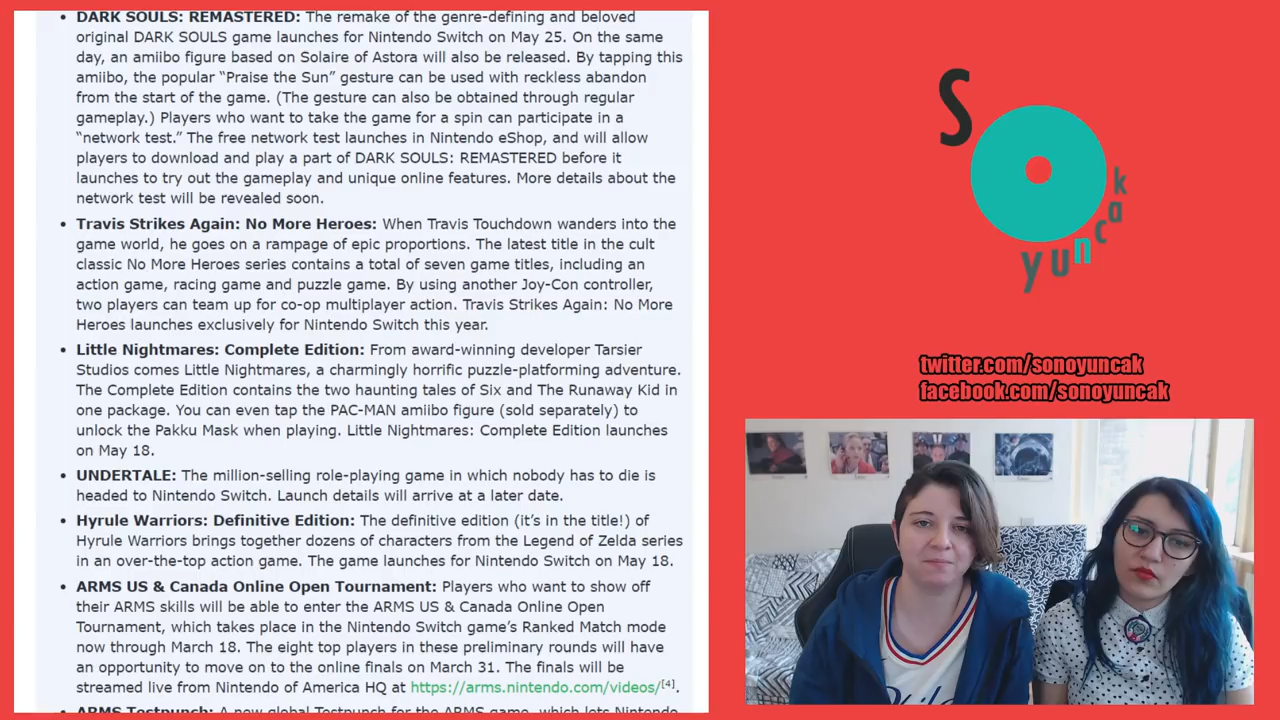 DARK SOULS: REMASTERED: The remake of the genre-defining and beloved
original DARK SOULS game launches for Nintendo Switch on May 25. On the same
day, an amiibo figure based on Solaire of Astora will also be released. By tapping this
amiibo, the popular “Praise the Sun” gesture can be used with reckless abandon
from the start of the game. (The gesture can also be obtained through regular
gameplay.) Players who want to take the game for a spin can participate in a
“network test.” The free network test launches in Nintendo eShop, and will allow
players to download and play a part of DARK SOULS: REMASTERED before it
launches to try out the gameplay and unique online features. More details about the
network test will be revealed soon.
Travis Strikes Again: No More Heroes: When Travis Touchdown wanders into the
game world, he goes on a rampage of epic proportions. The latest title in the cult
classic No More Heroes series contains a total of seven game titles, including an
action game, racing game and puzzle game. By using another Joy-Con controller,
two players can team up for co-op multiplayer action. Travis Strikes Again: No More
Heroes launches exclusively for Nintendo Switch this year.
Little Nightmares: Complete Edition: From award-winning developer Tarsier
Studios comes Little Nightmares, a charmingly horrific puzzle-platforming adventure.
The Complete Edition contains the two haunting tales of Six and The Runaway Kid in
one package. You can even tap the PAC-MAN amiibo figure (sold separately) to
unlock the Pakku Mask when playing. Little Nightmares: Complete Edition launches
on May 18.
UNDERTALE: The million-selling role-playing game in which nobody has to die is
headed to Nintendo Switch. Launch details will arrive at a later date.
Hyrule Warriors: Definitive Edition: The definitive edition (it’s in the title!) of
Hyrule Warriors brings together dozens of characters from the Legend of Zelda series
in an over-the-top action game. The game launches for Nintendo Switch on May 18.
ARMS US & Canada Online Open Tournament: Players who want to show off
their ARMS skills will be able to enter the ARMS US & Canada Online Open
Tournament, which takes place in the Nintendo Switch game’s Ranked Match mode
now through March 18. The eight top players in these preliminary rounds will have
an opportunity to move on to the online finals on March 31. The finals will be
streamed live from Nintendo of America HQ at https://arms.nintendo.com/videos/[4].
ARMS Testpunch: A new global Testpunch for the ARMS game, which lets Nintendo
S
yuncak
twitter.com/sonoyuncak
facebook.com/sonoyuncak